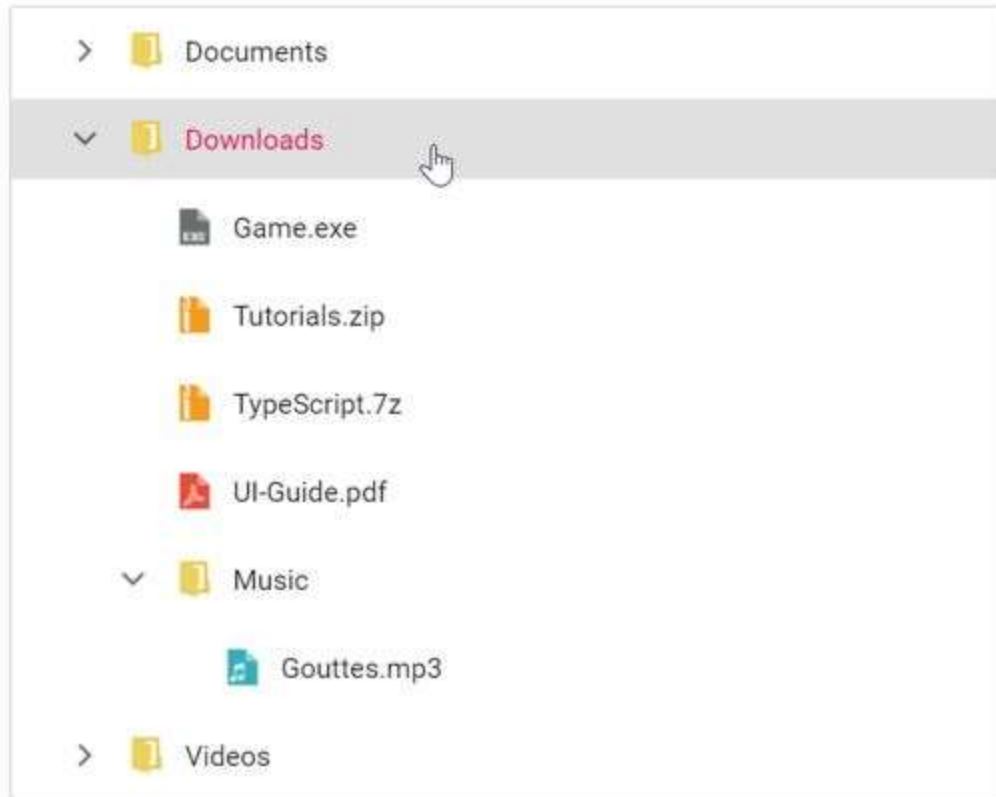 Documents
Downloads
Game.exe
Tutorials.zip
TypeScript.7z
UI-Guide.pdf
Music
Gouttes.mp3
Videos